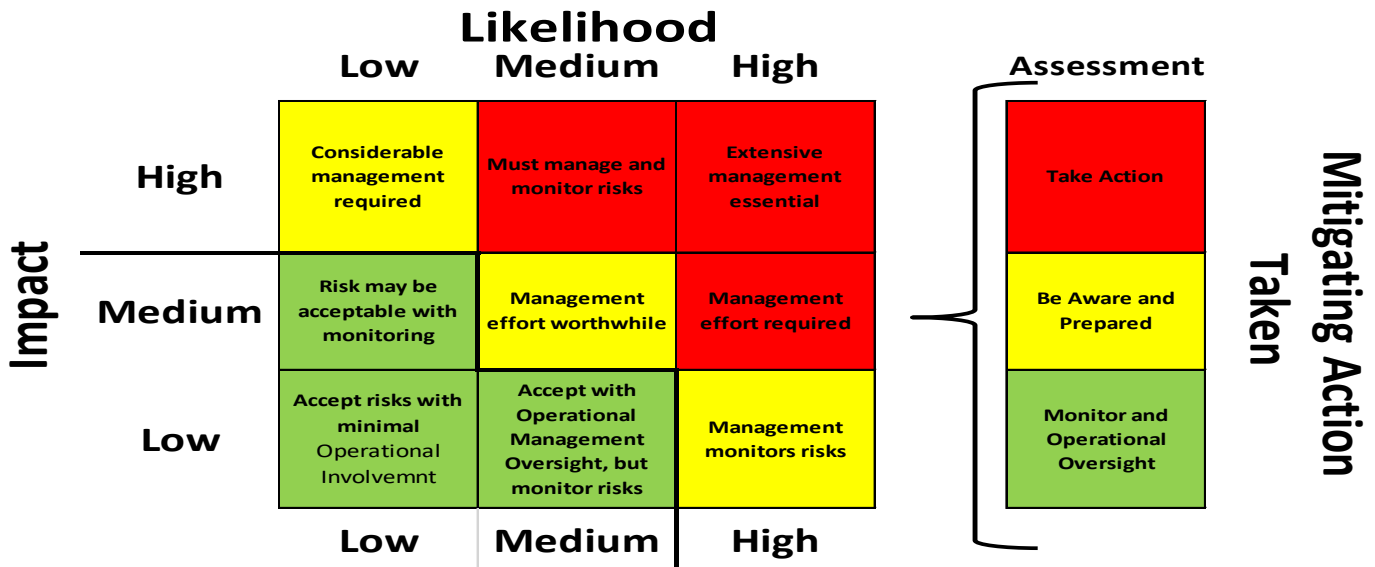 Likelihood
Low
Medium
High
Assessment
Impact
High
Considerable
management
required
Must manage and
monitor risks
Extensive
management
essential
Take Action
Medium
Risk may be
acceptable with
monitoring
Management
effort worthwhile
Management
effort required
Be Aware and
Prepared
Low
Accept risks with
minimal
Operational
Involvemnt
Accept with
Operational
Management
Oversight, but
monitor risks
Management
monitors risks
Monitor and
Operational
Oversight
Low
Medium
High
Mitigating Action
Taken